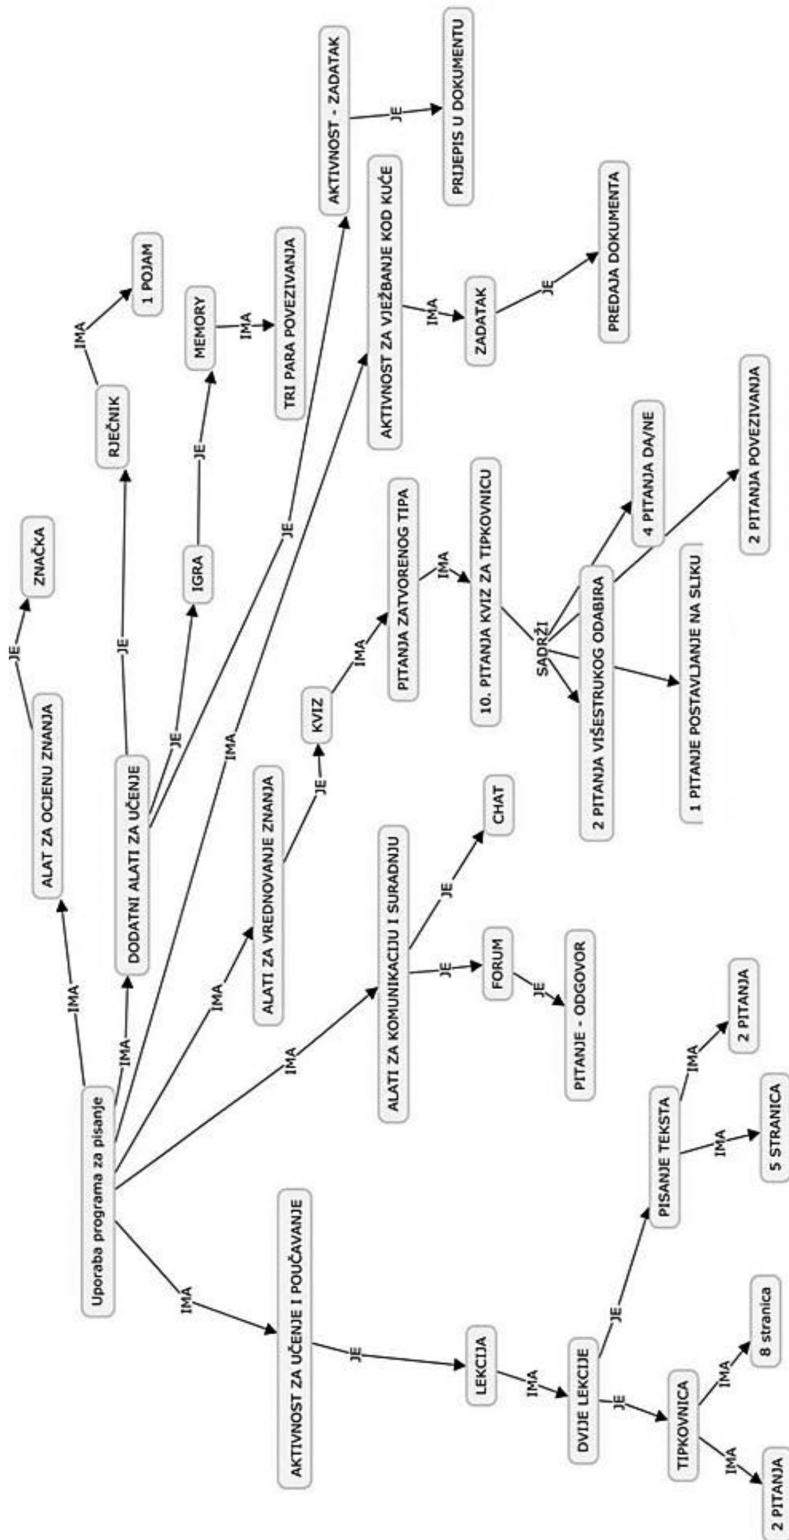 Uporaba programa za pisanje
IMA
AKTIVNOST ZA UČENJE I POUČAVANJE
JE
LEKCIJA
IMA
DVIJE LEKCIJE
JE
TIPKOVNICA
IMA
2 PITANJA
IMA
8 stranica
JE
PISANJE TEKSTA
IMA
5 STRANICA
IMA
2 PITANJA
IMA
ALATI ZA KOMUNIKACIJU I SURADNJU
JE
FORUM
JE
PITANJE - ODGOVOR
JE
CHAT
IMA
ALATI ZA VREDNOVANJE ZNANJA
JE
KVIZ
IMA
PITANJA ZATVORENOG TIPA
IMA
10. PITANJA KVIZ ZA TIPKOVNICU
SADRŽI
2 PITANJA VIŠESTRUKOG ODABIRA
1 PITANJE POSTAVLJANJE NA SLIKU
2 PITANJA POVEZIVANJA
4 PITANJA DA/NE
IMA
AKTIVNOST ZA VJEŽBANJE KOD KUĆE
IMA
ZADATAK
JE
PREDAJA DOKUMENTA
IMA
DODATNI ALATI ZA UČENJE
JE
AKTIVNOST - ZADATAK
JE
PRIJEPIS U DOKUMENTU
JE
IGRA
JE
MEMORY
IMA
TRI PARA POVEZIVANJA
JE
RJEČNIK
IMA
1 POJAM
IMA
ALAT ZA OCJENU ZNANJA
JE
ZNAČKA